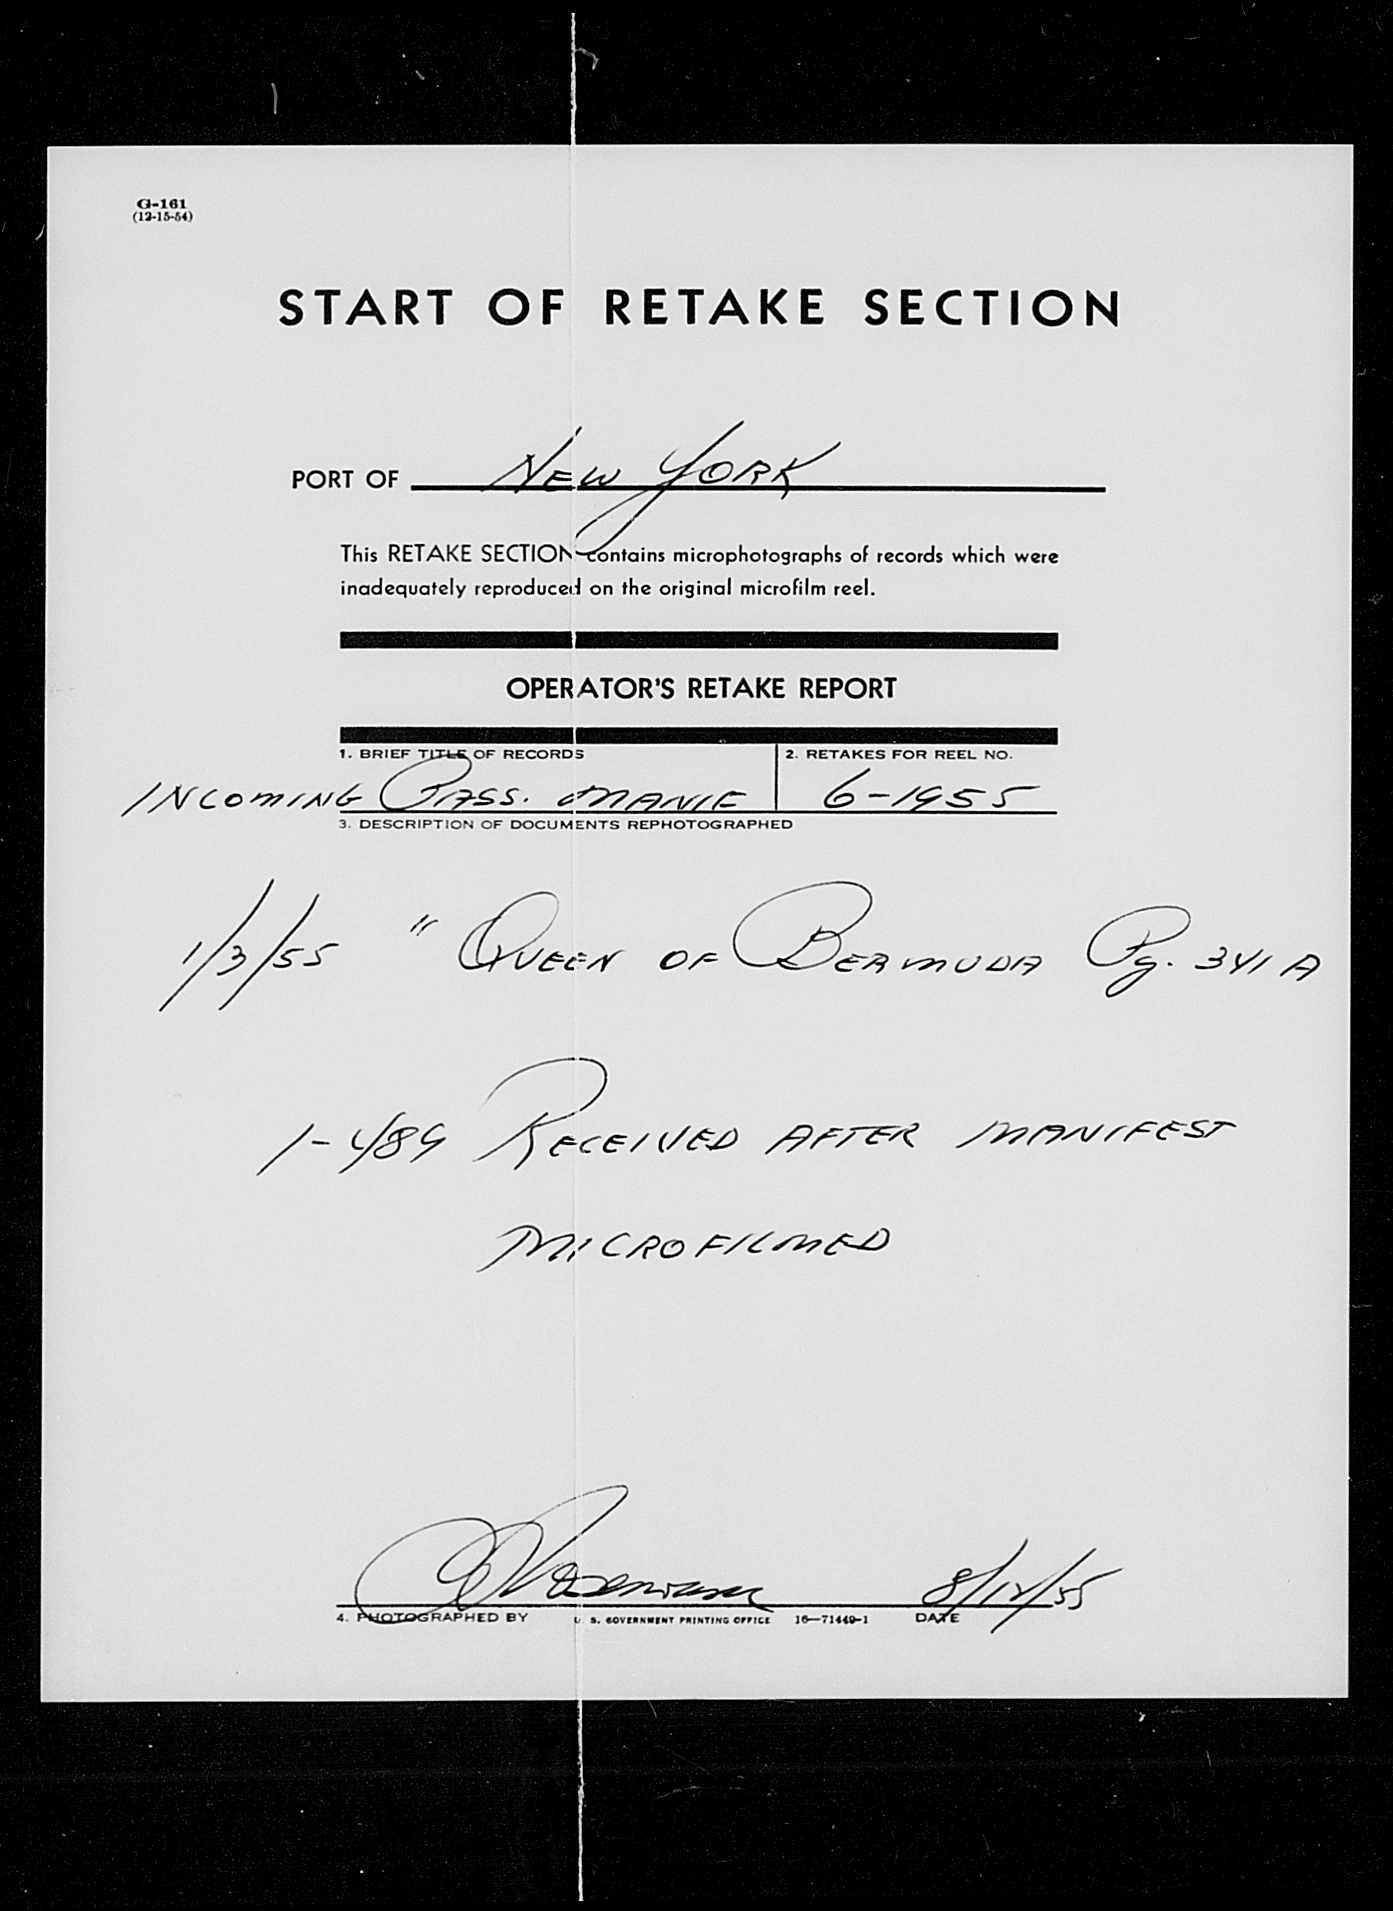 G-161
(12-15-54)
START OF RETAKE SECTION
PORT OF NEW YORK
This RETAKE SECTION contains microphotographs of records which were
inadequately reproduced on the original microfilm reel.
OPERATOR'S RETAKE REPORT
1. BRIEF TITLE OF RECORDS 2. RETAKES FOR REEL NO.
INCOMING PASS. MANIF 6-1955
3. DESCRIPTION OF DOCUMENTS REPHOTOGRAPHED
1/3/55 " QUEEN OF BERMUDA Pg. 341A
1-489 RECEIVED AFTER MANIFEST
MICROFILMED
8/12/55
4. PHOTOGRAPHED BY U. S. GOVERNMENT PRINTING OFFICE 16—71449-1 DATE